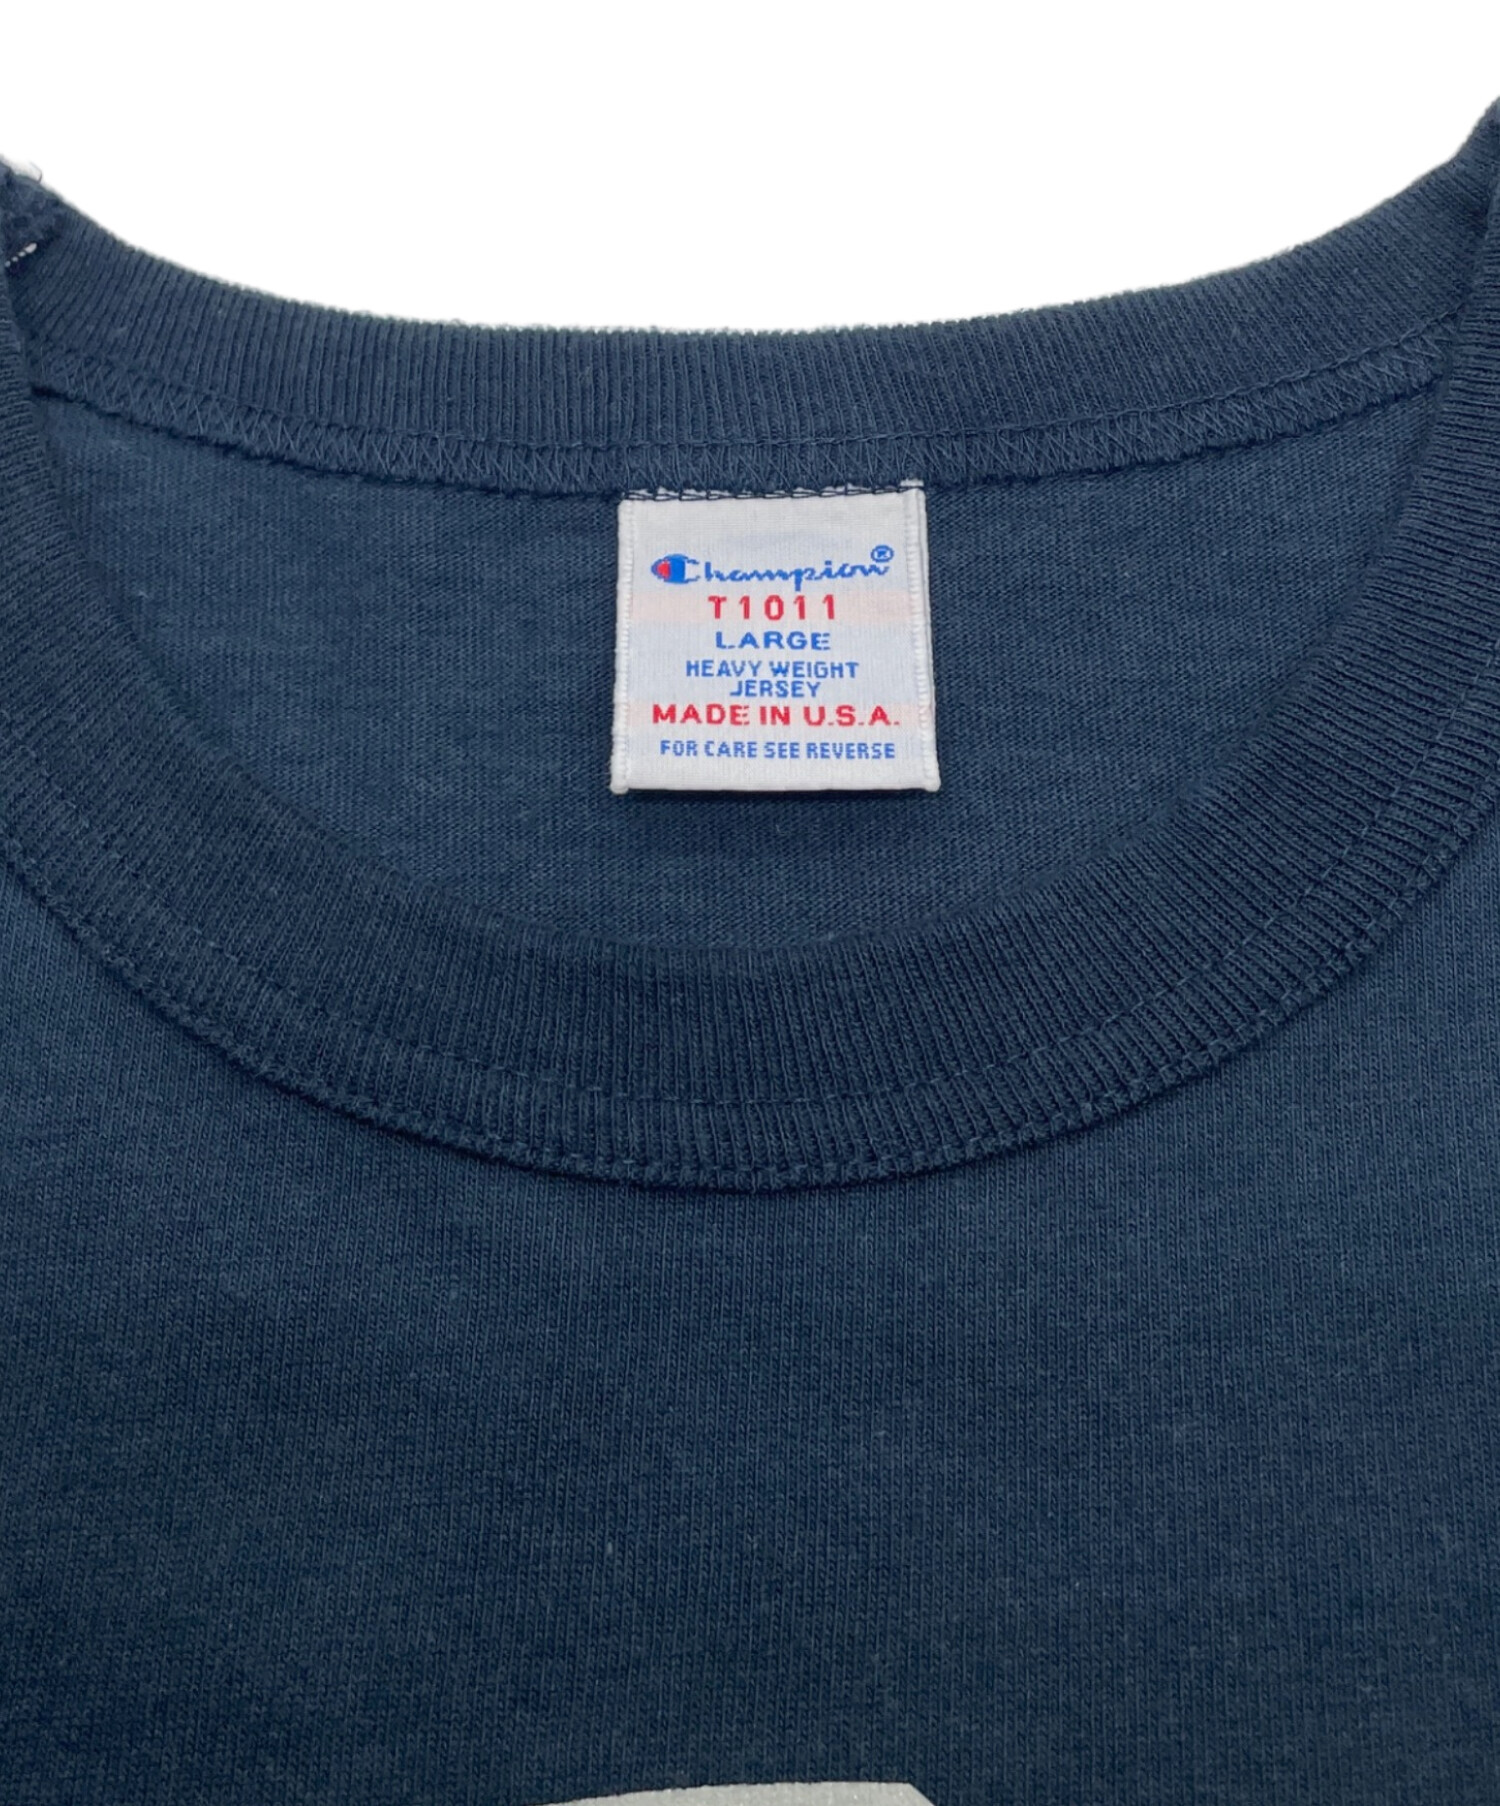 Champion®
T1011
LARGE
HEAVY WEIGHT
JERSEY
MADE IN U.S.A.
FOR CARE SEE REVERSE